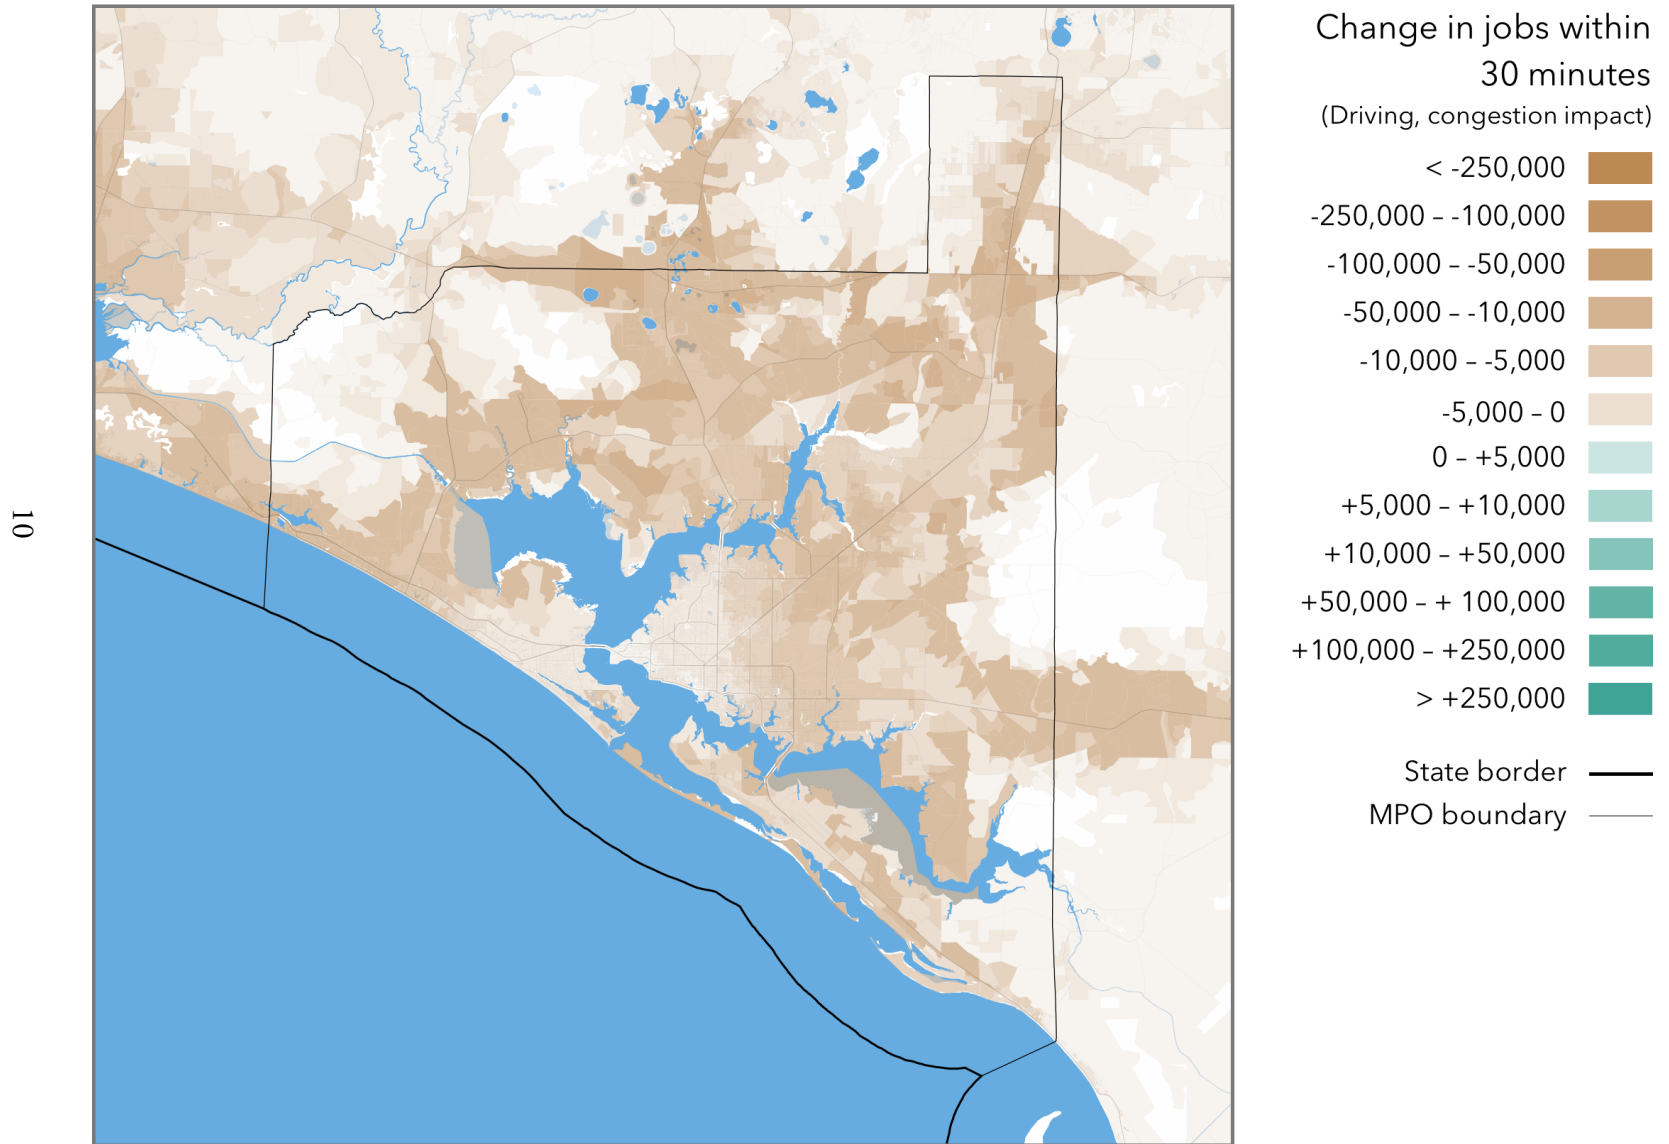 Change in jobs within
30 minutes
(Driving, congestion impact)
< -250,000
-250,000 – -100,000
-100,000 – -50,000
-50,000 – -10,000
-10,000 – -5,000
-5,000 – 0
0 – +5,000
+5,000 – +10,000
+10,000 – +50,000
+50,000 – + 100,000
+100,000 – +250,000
> +250,000
State border
MPO boundary
10